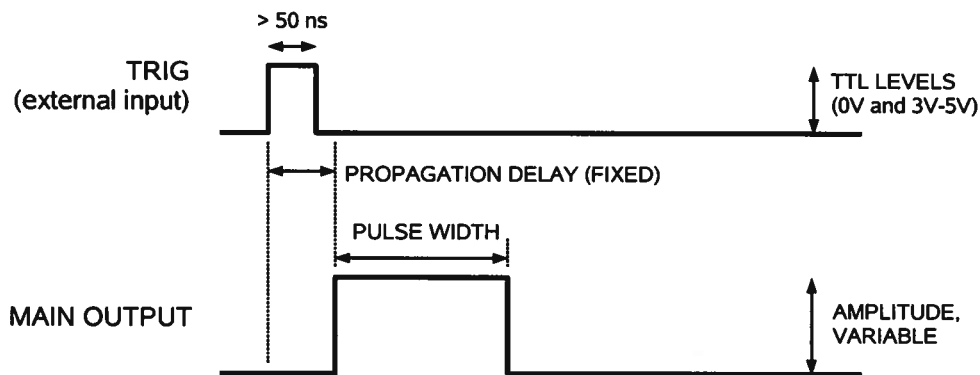 > 50 ns
TRIG
(external input)
TTL LEVELS
(0V and 3V-5V)
PROPAGATION DELAY (FIXED)
PULSE WIDTH
MAIN OUTPUT
AMPLITUDE,
VARIABLE